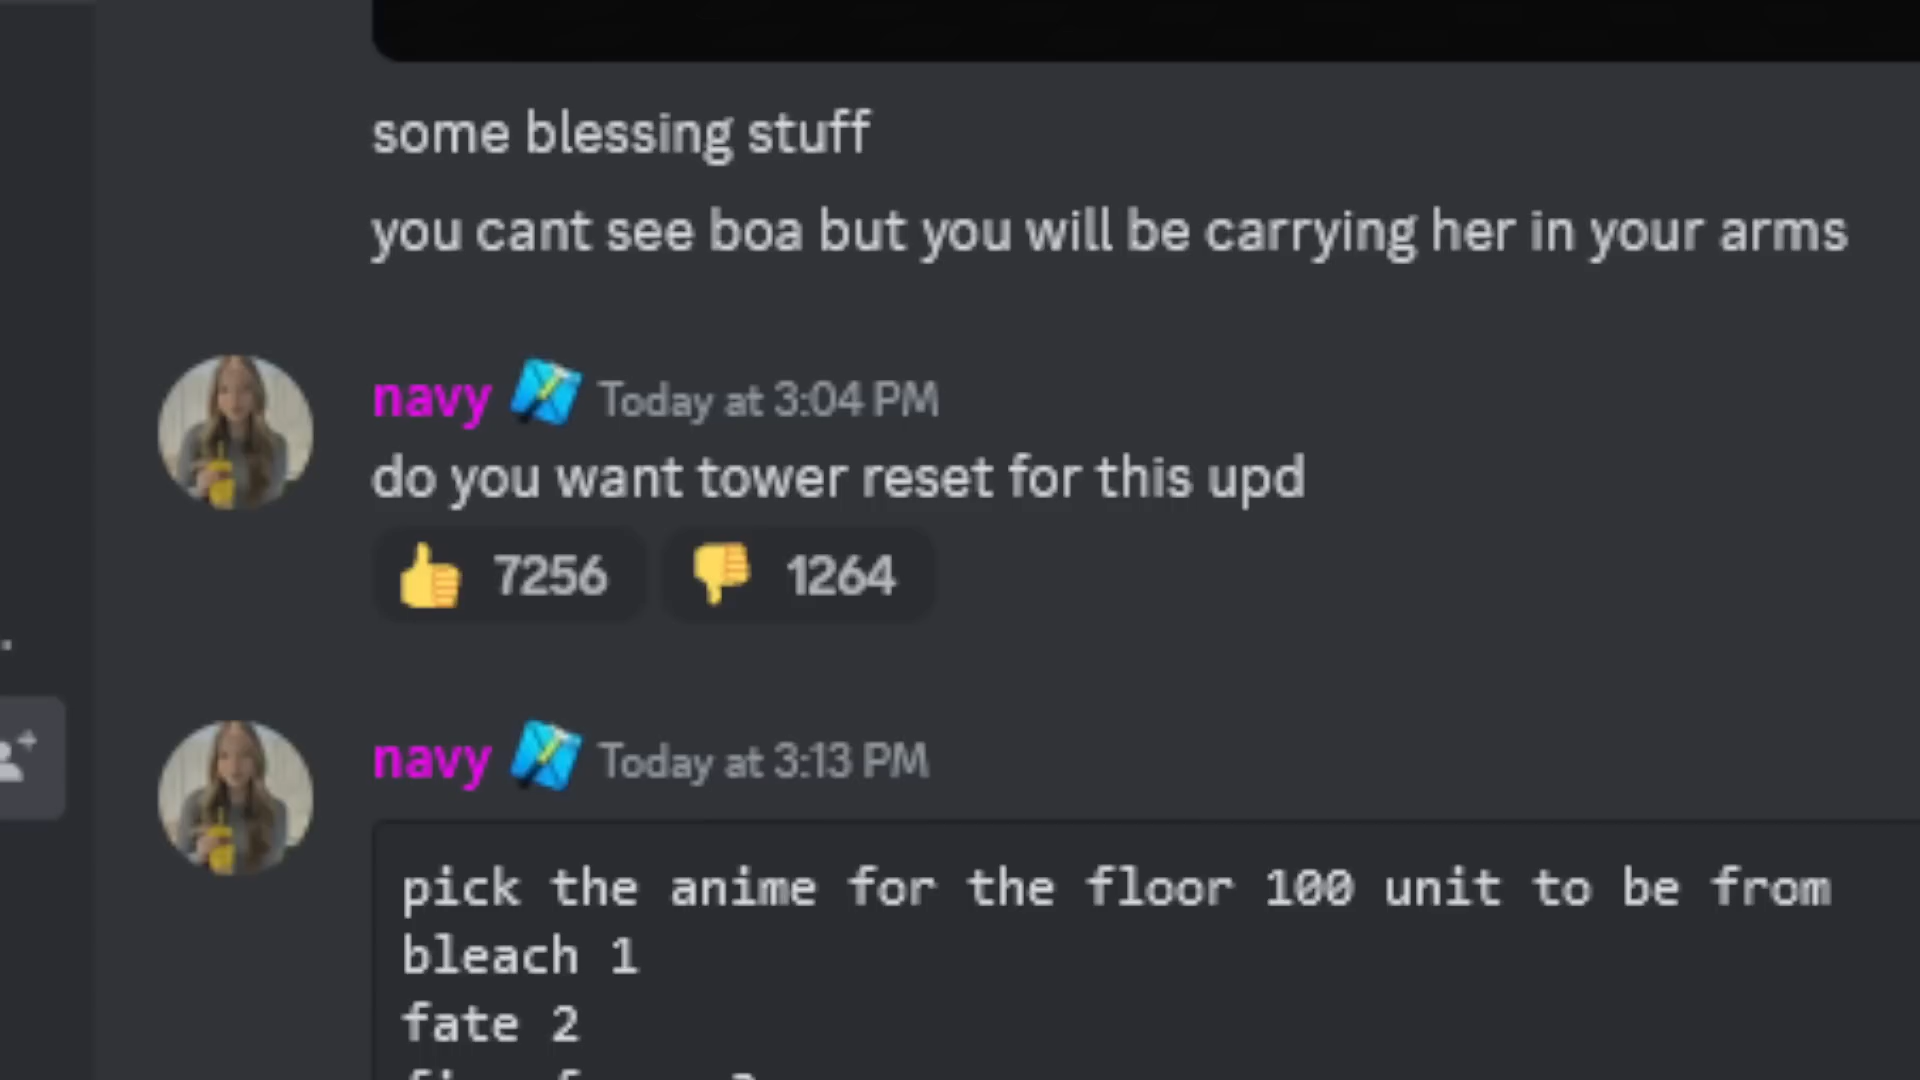 some blessing stuff
you cant see boa but you will be carrying her in your arms
navy Today at 3:04 PM
do you want tower reset for this upd
7256 1264
navy Today at 3:13 PM
pick the anime for the floor 100 unit to be from
bleach 1
fate 2